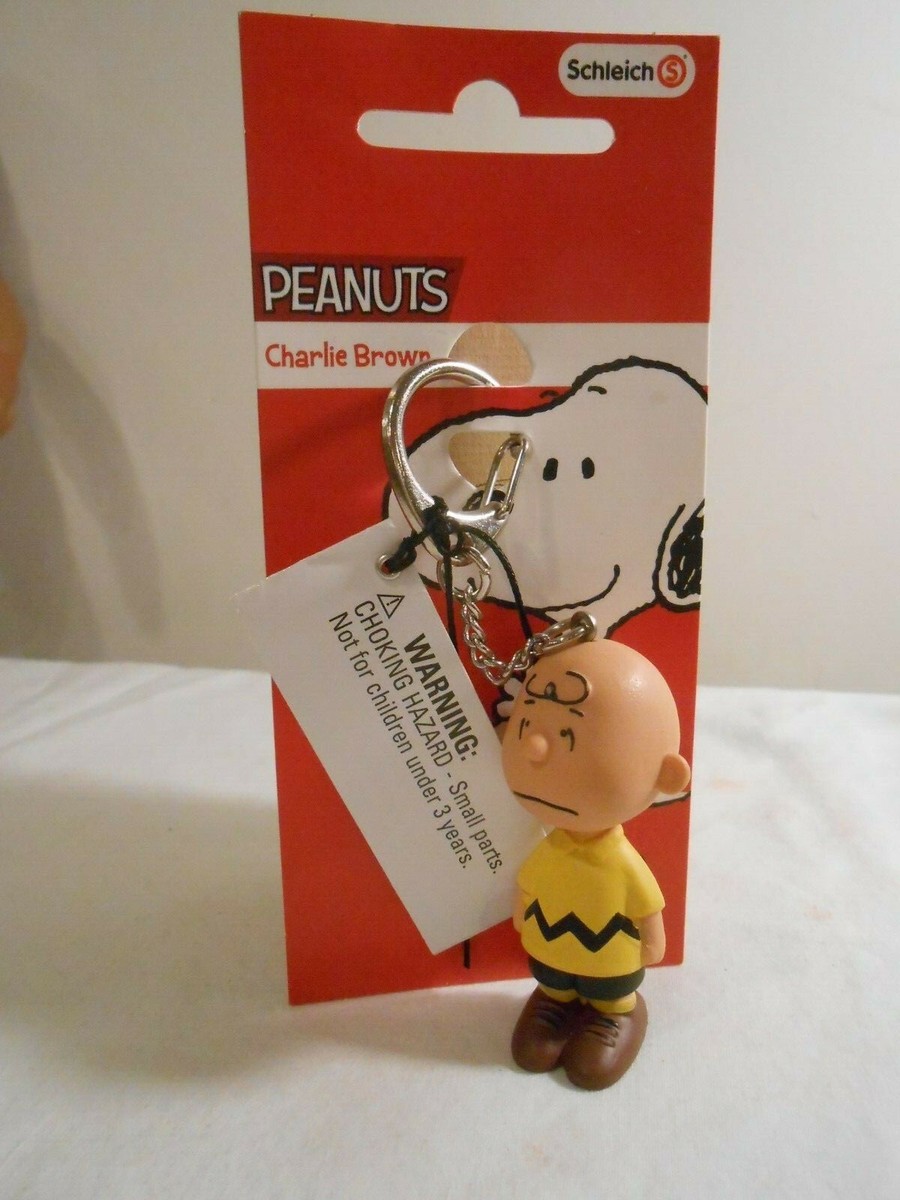 Schleich S
PEANUTS
Charlie Brown
WARNING:
CHOKING HAZARD - Small parts.
Not for children under 3 years.